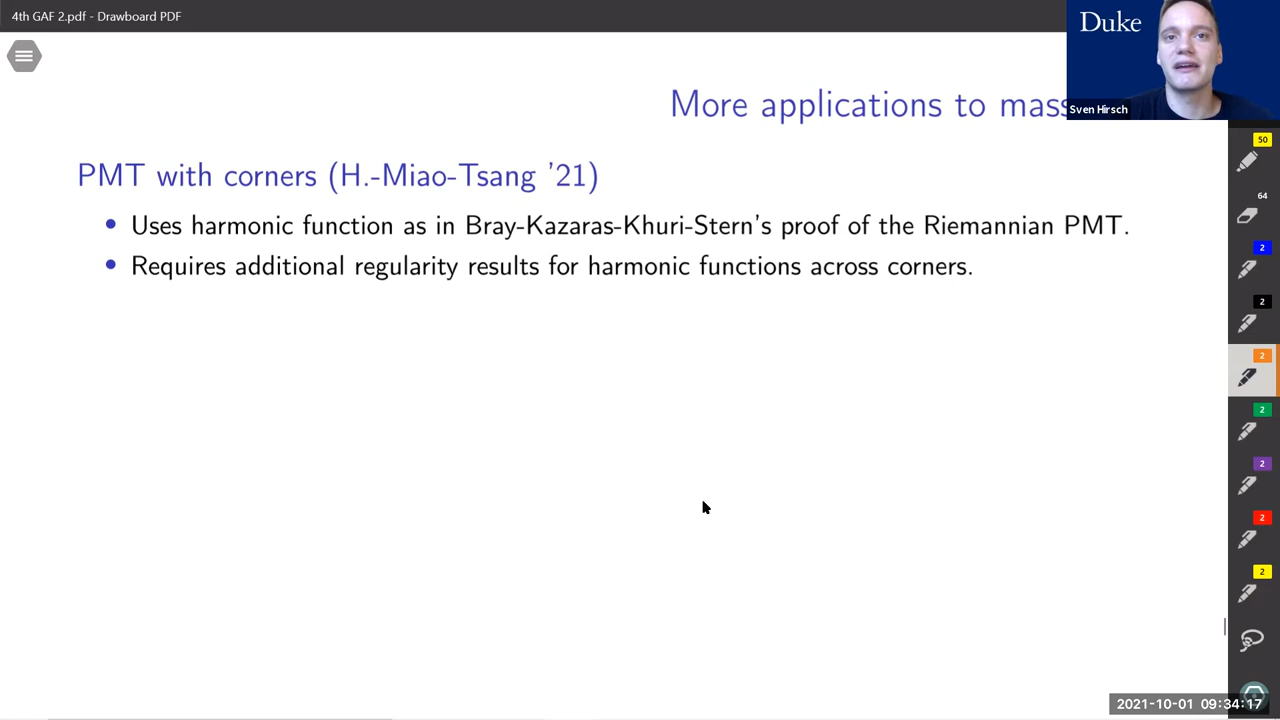 4th GAF 2.pdf - Drawboard PDF
Duke
Sven Hirsch
More applications to mass
PMT with corners (H.-Miao-Tsang '21)
• Uses harmonic function as in Bray-Kazaras-Khuri-Stern's proof of the Riemannian PMT.
• Requires additional regularity results for harmonic functions across corners.
50
64
2
2
2
2
2
2
2
2021-10-01 09:34:17